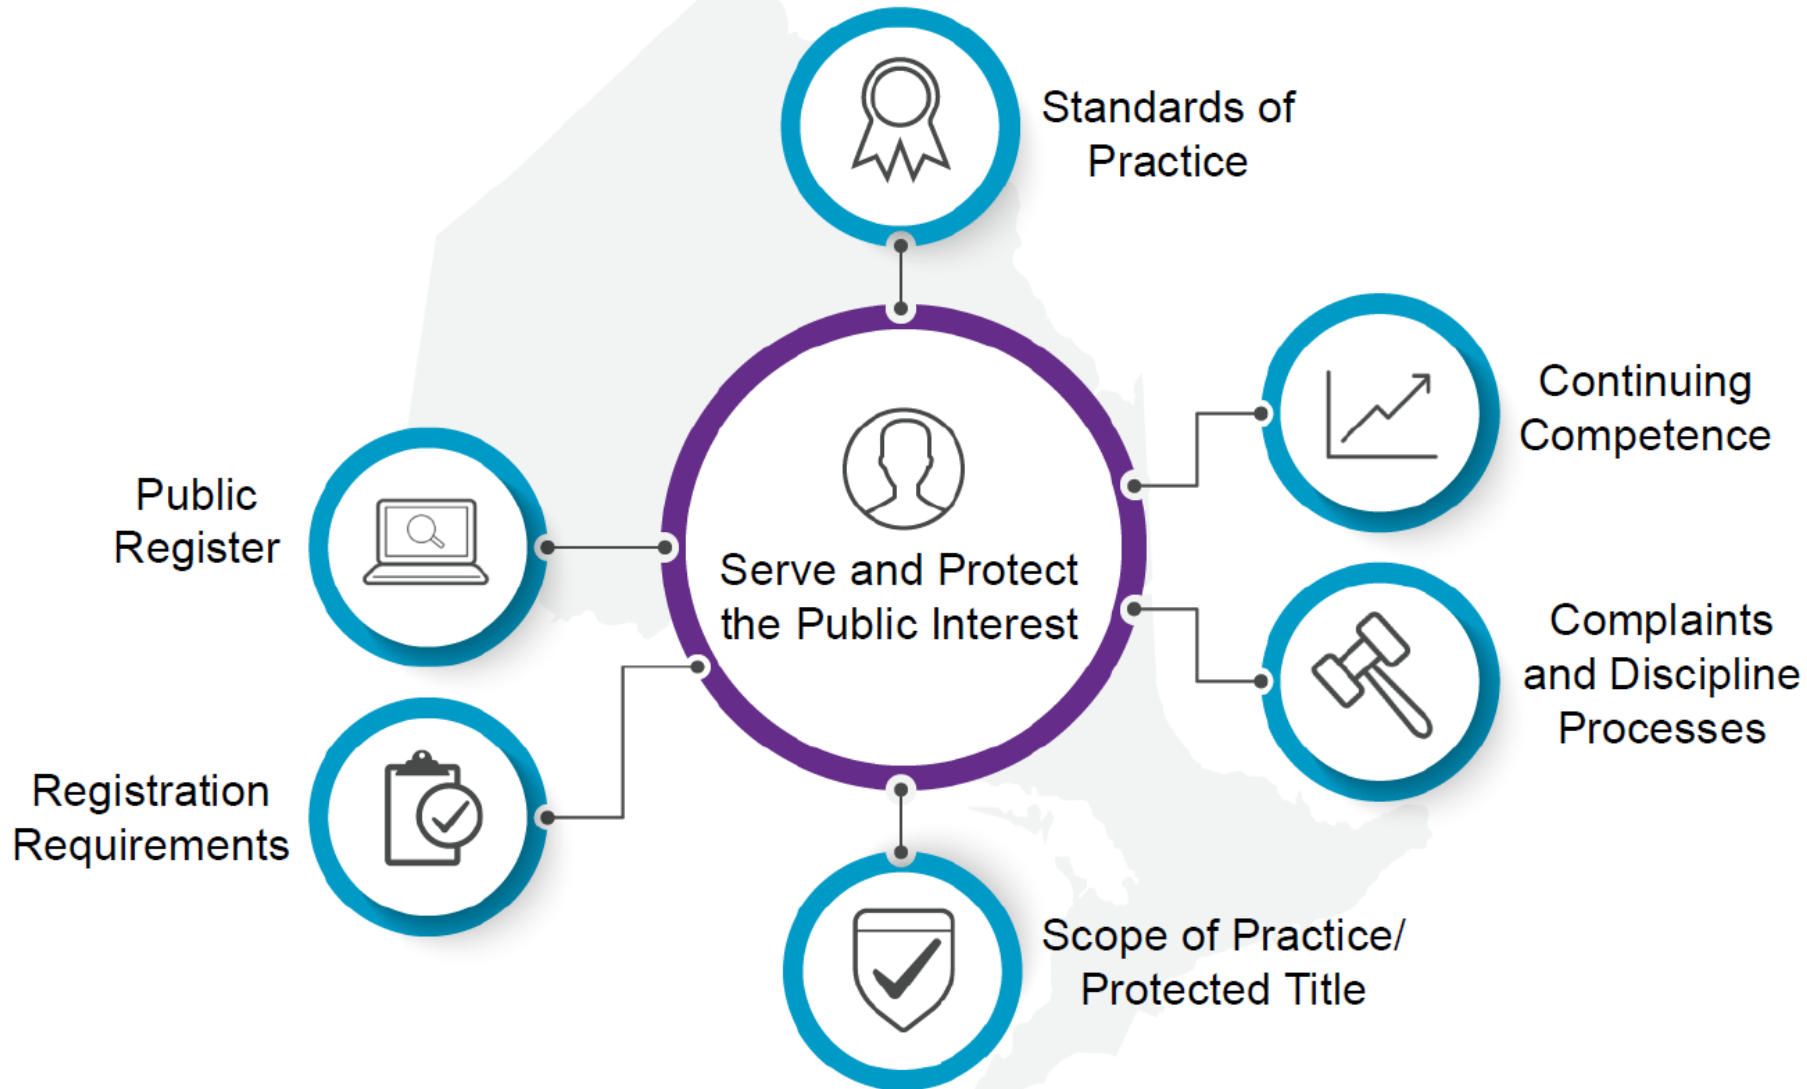 Standards of
Practice
Continuing
Competence
Public
Register
Serve and Protect
the Public Interest
Complaints
and Discipline
Processes
Registration
Requirements
Scope of Practice/
Protected Title